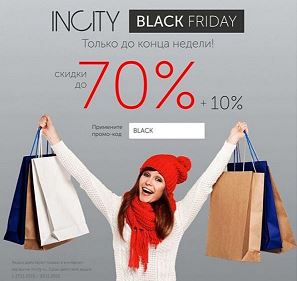 INCITY BLACK FRIDAY
Только до конца недели!
скидки
до 70% + 10%
Примените
промо-код BLACK